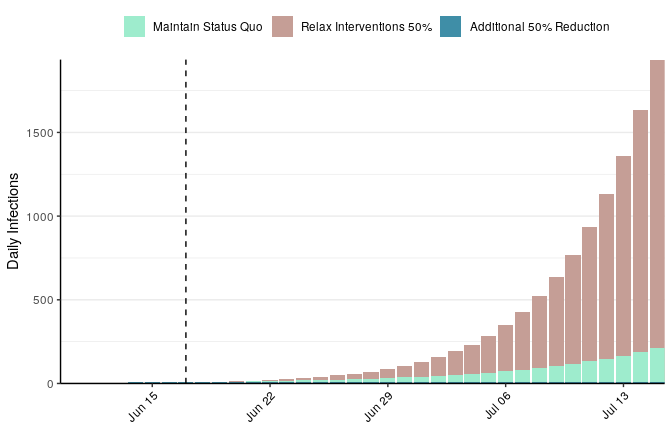 Maintain Status Quo Relax Interventions 50% Additional 50% Reduction
Daily Infections
1500
1000
500
0
Jun 15 Jun 22 Jun 29 Jul 06 Jul 13